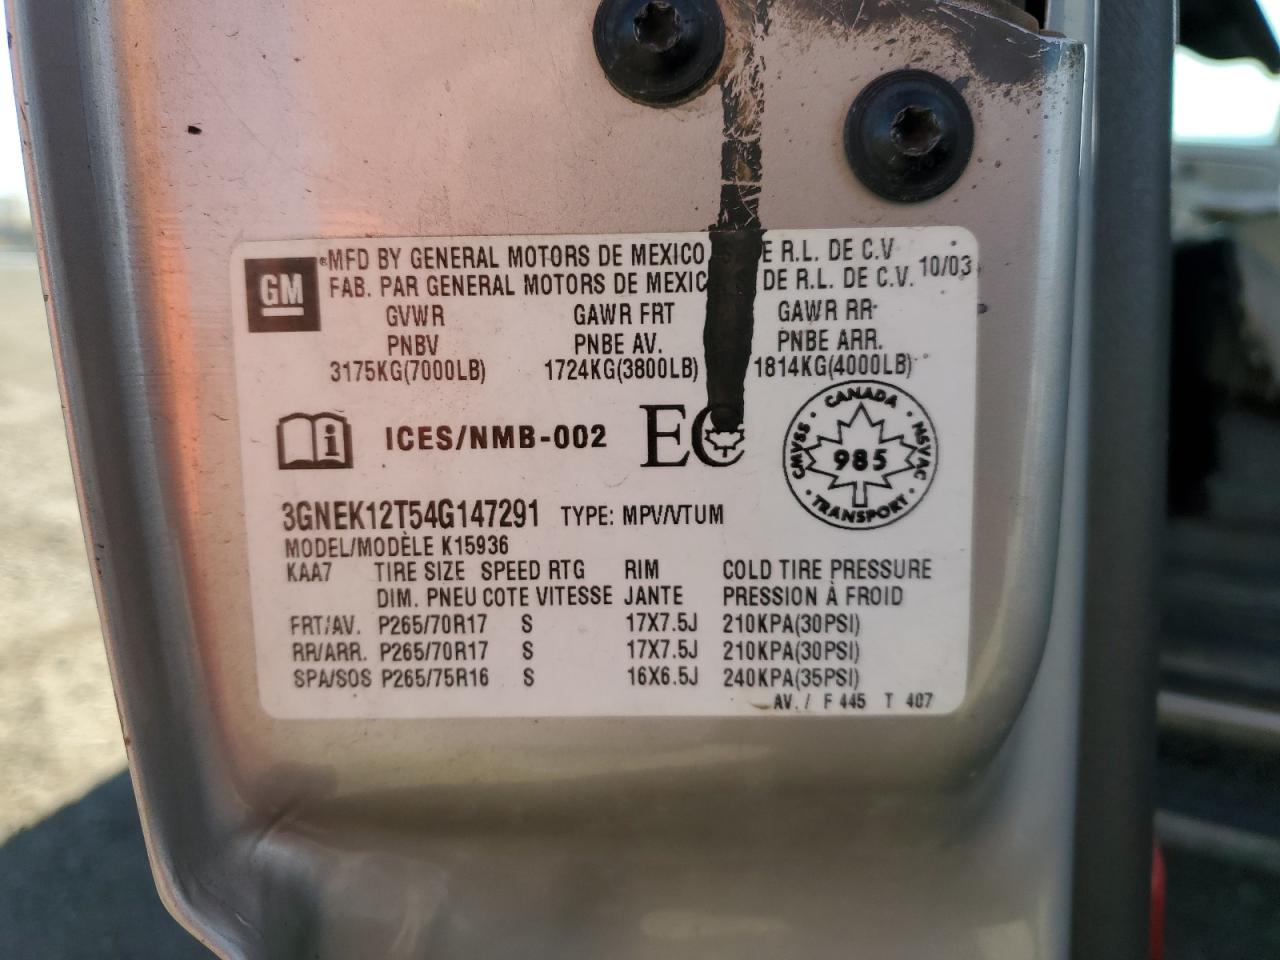 GM
MFD BY GENERAL MOTORS DE MEXICO E R.L. DE C.V
FAB. PAR GENERAL MOTORS DE MEXIC DE R.L. DE C.V. 10/03
GVWR GAWR FRT GAWR RR
PNBV PNBE AV. PNBE ARR.
3175KG(7000LB) 1724KG(3800LB) 1814KG(4000LB)
i ICES/NMB-002 EC
CANADA
CMVSS 985 NSVAC
TRANSPORT
3GNEK12T54G147291 TYPE: MPV/VTUM
MODEL/MODÈLE K15936
KAA7 TIRE SIZE SPEED RTG RIM COLD TIRE PRESSURE
DIM. PNEU COTE VITESSE JANTE PRESSION À FROID
FRT/AV. P265/70R17 S 17X7.5J 210KPA(30PSI)
RR/ARR. P265/70R17 S 17X7.5J 210KPA(30PSI)
SPA/SOS P265/75R16 S 16X6.5J 240KPA(35PSI)
AV. / F 445 T 407